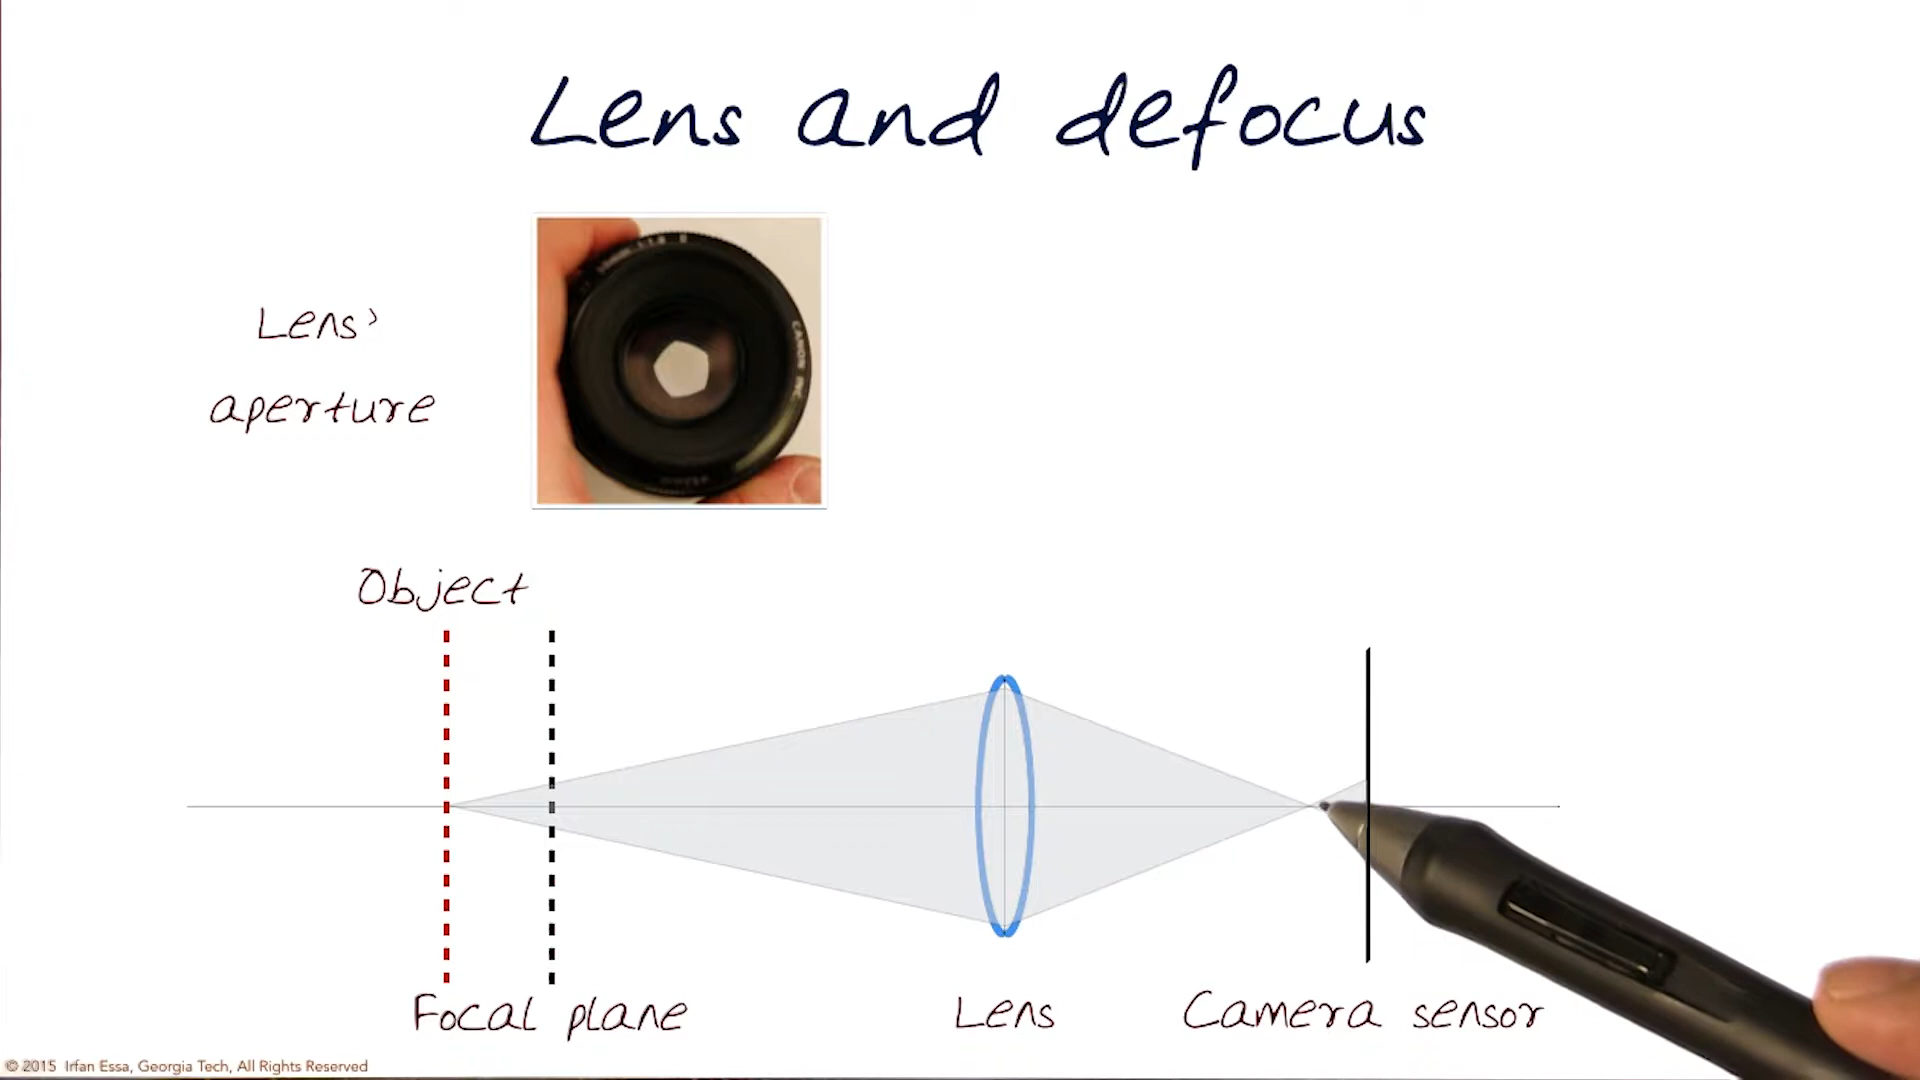 Lens and defocus
Lens'
aperture
CANON
Object
Focal plane
Lens
Camera sensor
© 2015 Irfan Essa, Georgia Tech, All Rights Reserved